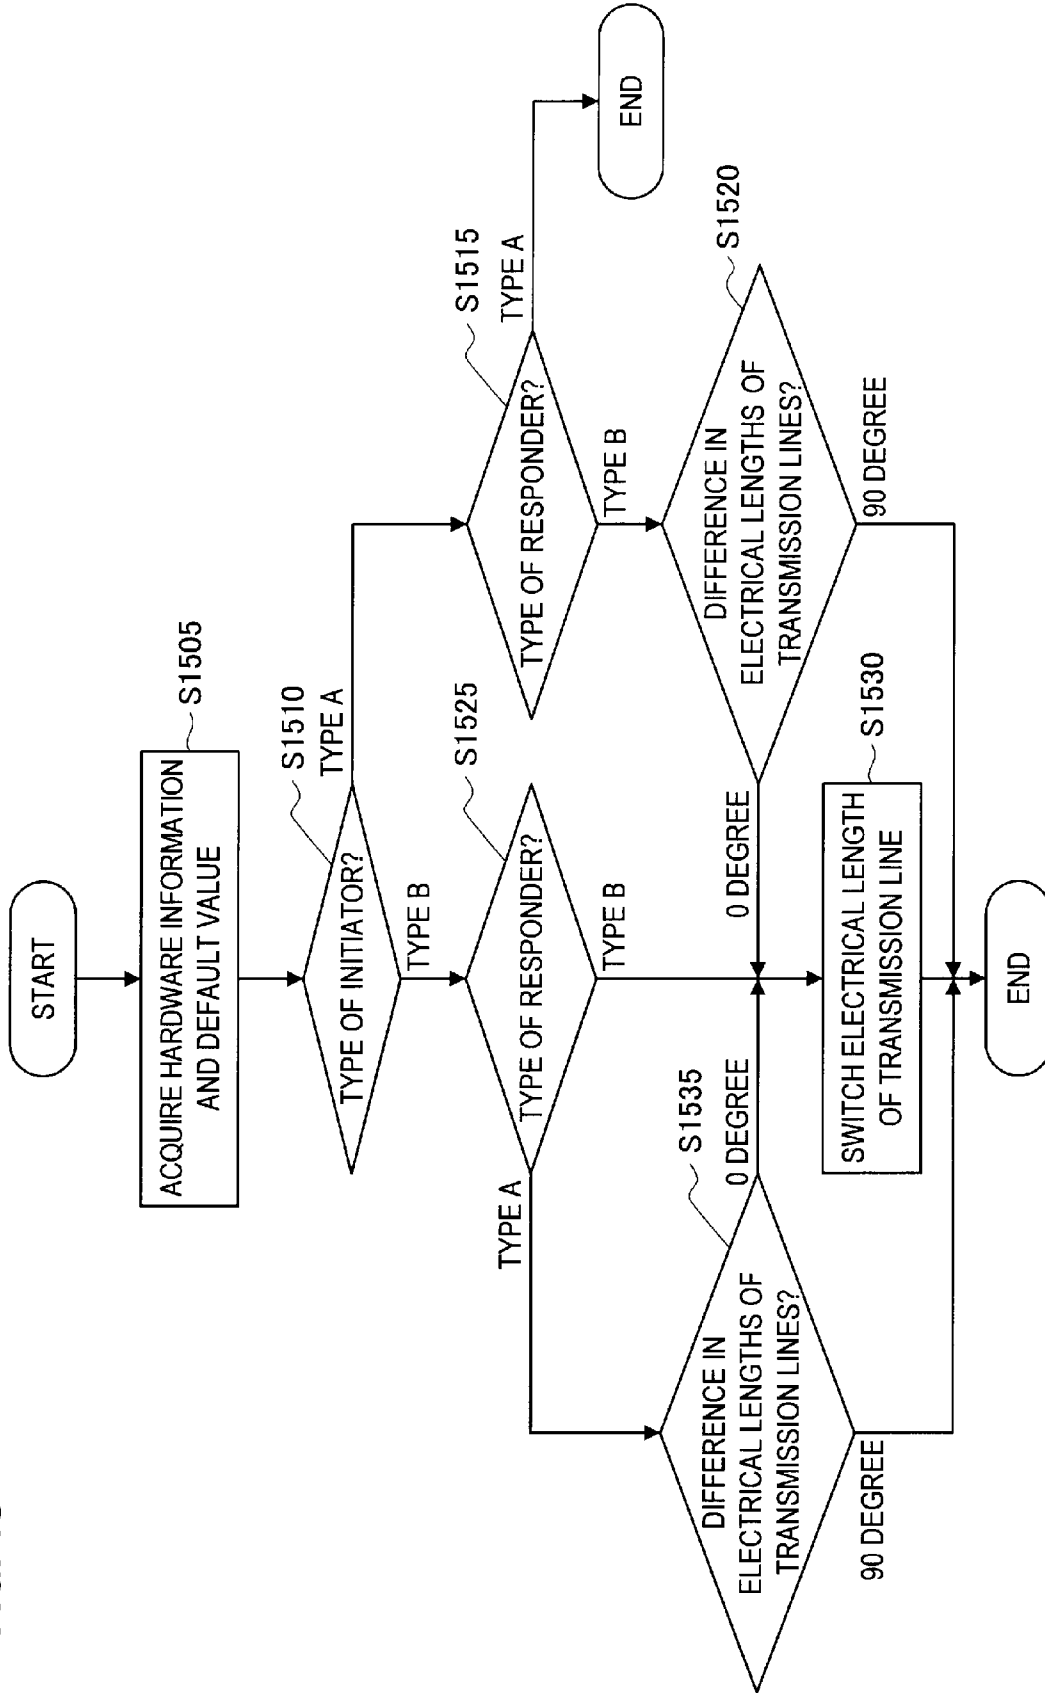 START
ACQUIRE HARDWARE INFORMATION
AND DEFAULT VALUE
S1505
TYPE OF INITIATOR?
S1510
TYPE A
TYPE B
TYPE OF RESPONDER?
S1525
TYPE A
TYPE B
TYPE OF RESPONDER?
S1515
TYPE A
TYPE B
END
DIFFERENCE IN
ELECTRICAL LENGTHS OF
TRANSMISSION LINES?
S1535
0 DEGREE
90 DEGREE
DIFFERENCE IN
ELECTRICAL LENGTHS OF
TRANSMISSION LINES?
S1520
0 DEGREE
90 DEGREE
SWITCH ELECTRICAL LENGTH
OF TRANSMISSION LINE
S1530
END